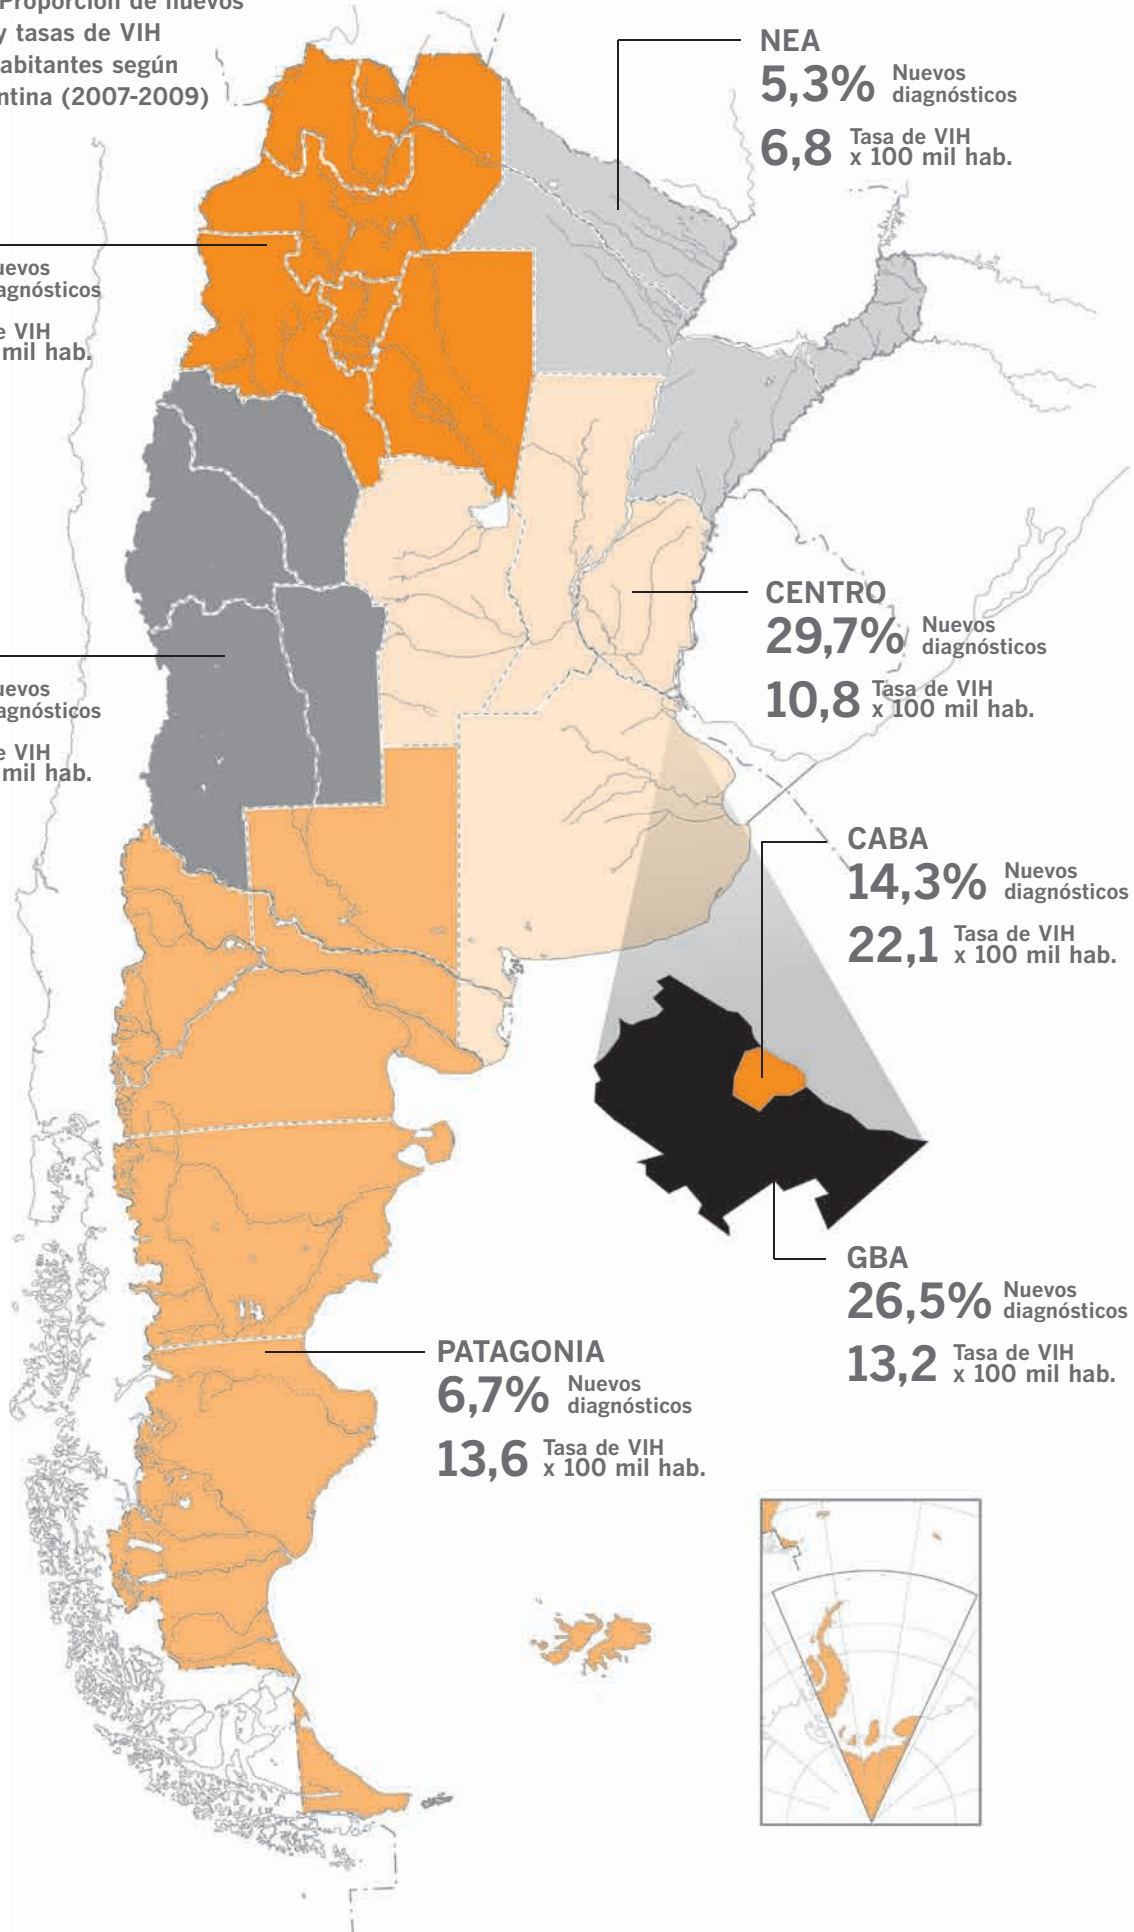 Proporción de nuevos
y tasas de VIH
abitantes según
ntina (2007-2009)
NEA
5,3% Nuevos
diagnósticos
6,8 Tasa de VIH
x 100 mil hab.
uevos
agnósticos
e VIH
mil hab.
CENTRO
29,7% Nuevos
diagnósticos
10,8 Tasa de VIH
x 100 mil hab.
uevos
agnósticos
e VIH
mil hab.
CABA
14,3% Nuevos
diagnósticos
22,1 Tasa de VIH
x 100 mil hab.
GBA
26,5% Nuevos
diagnósticos
13,2 Tasa de VIH
x 100 mil hab.
PATAGONIA
6,7% Nuevos
diagnósticos
13,6 Tasa de VIH
x 100 mil hab.